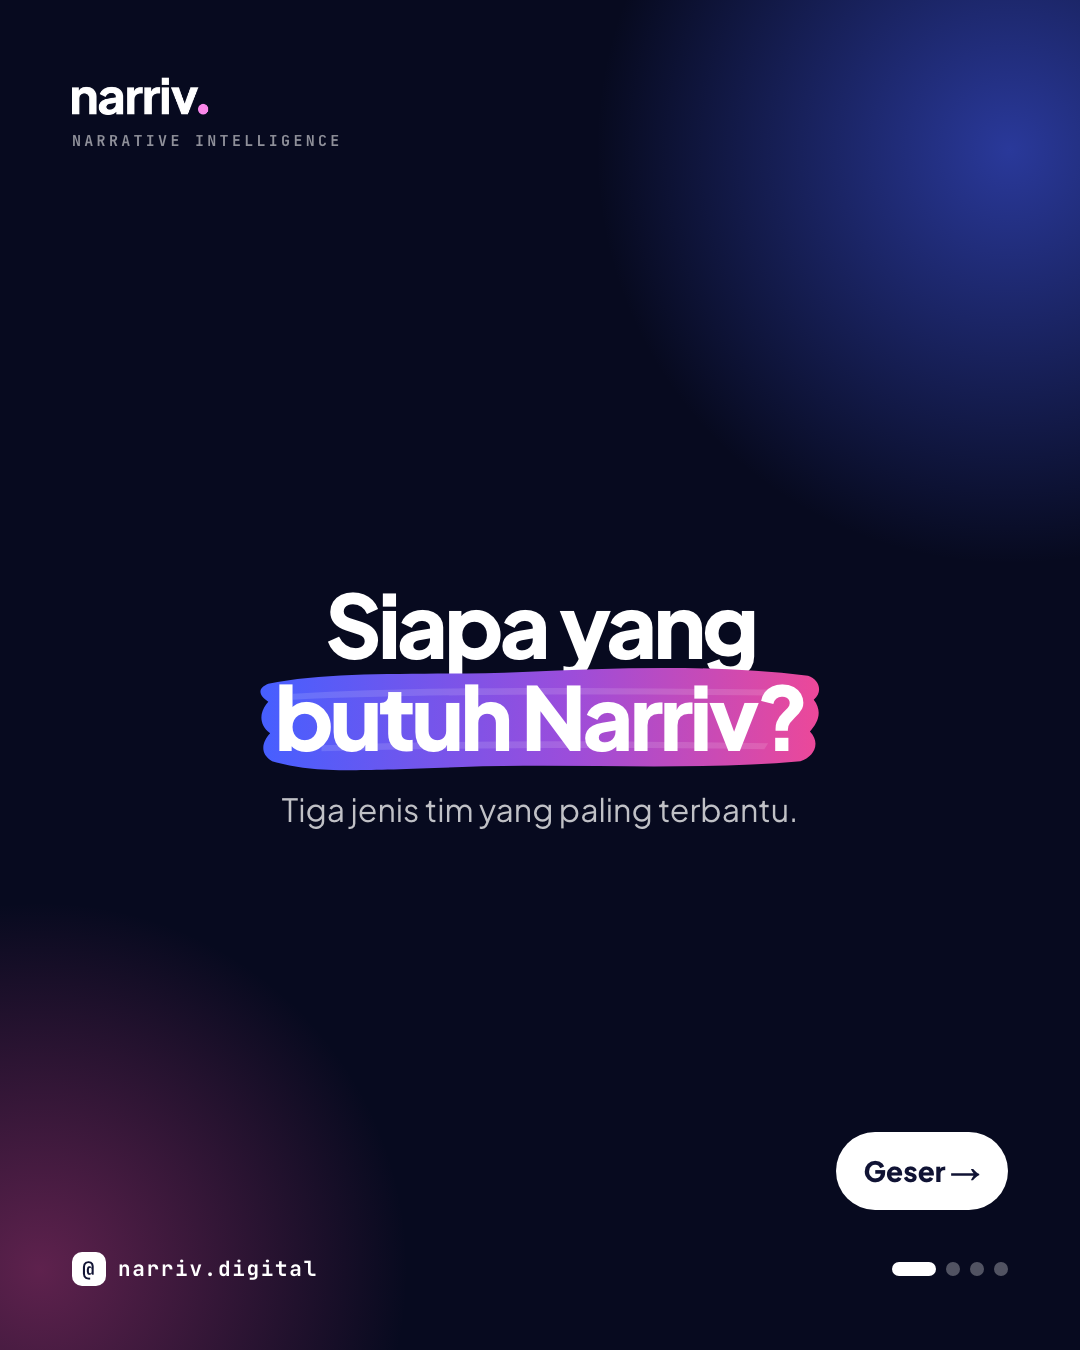 narriv.
NARRATIVE INTELLIGENCE
Siapa yang
butuh Narriv?
Tiga jenis tim yang paling terbantu.
Geser →
@ narriv.digital